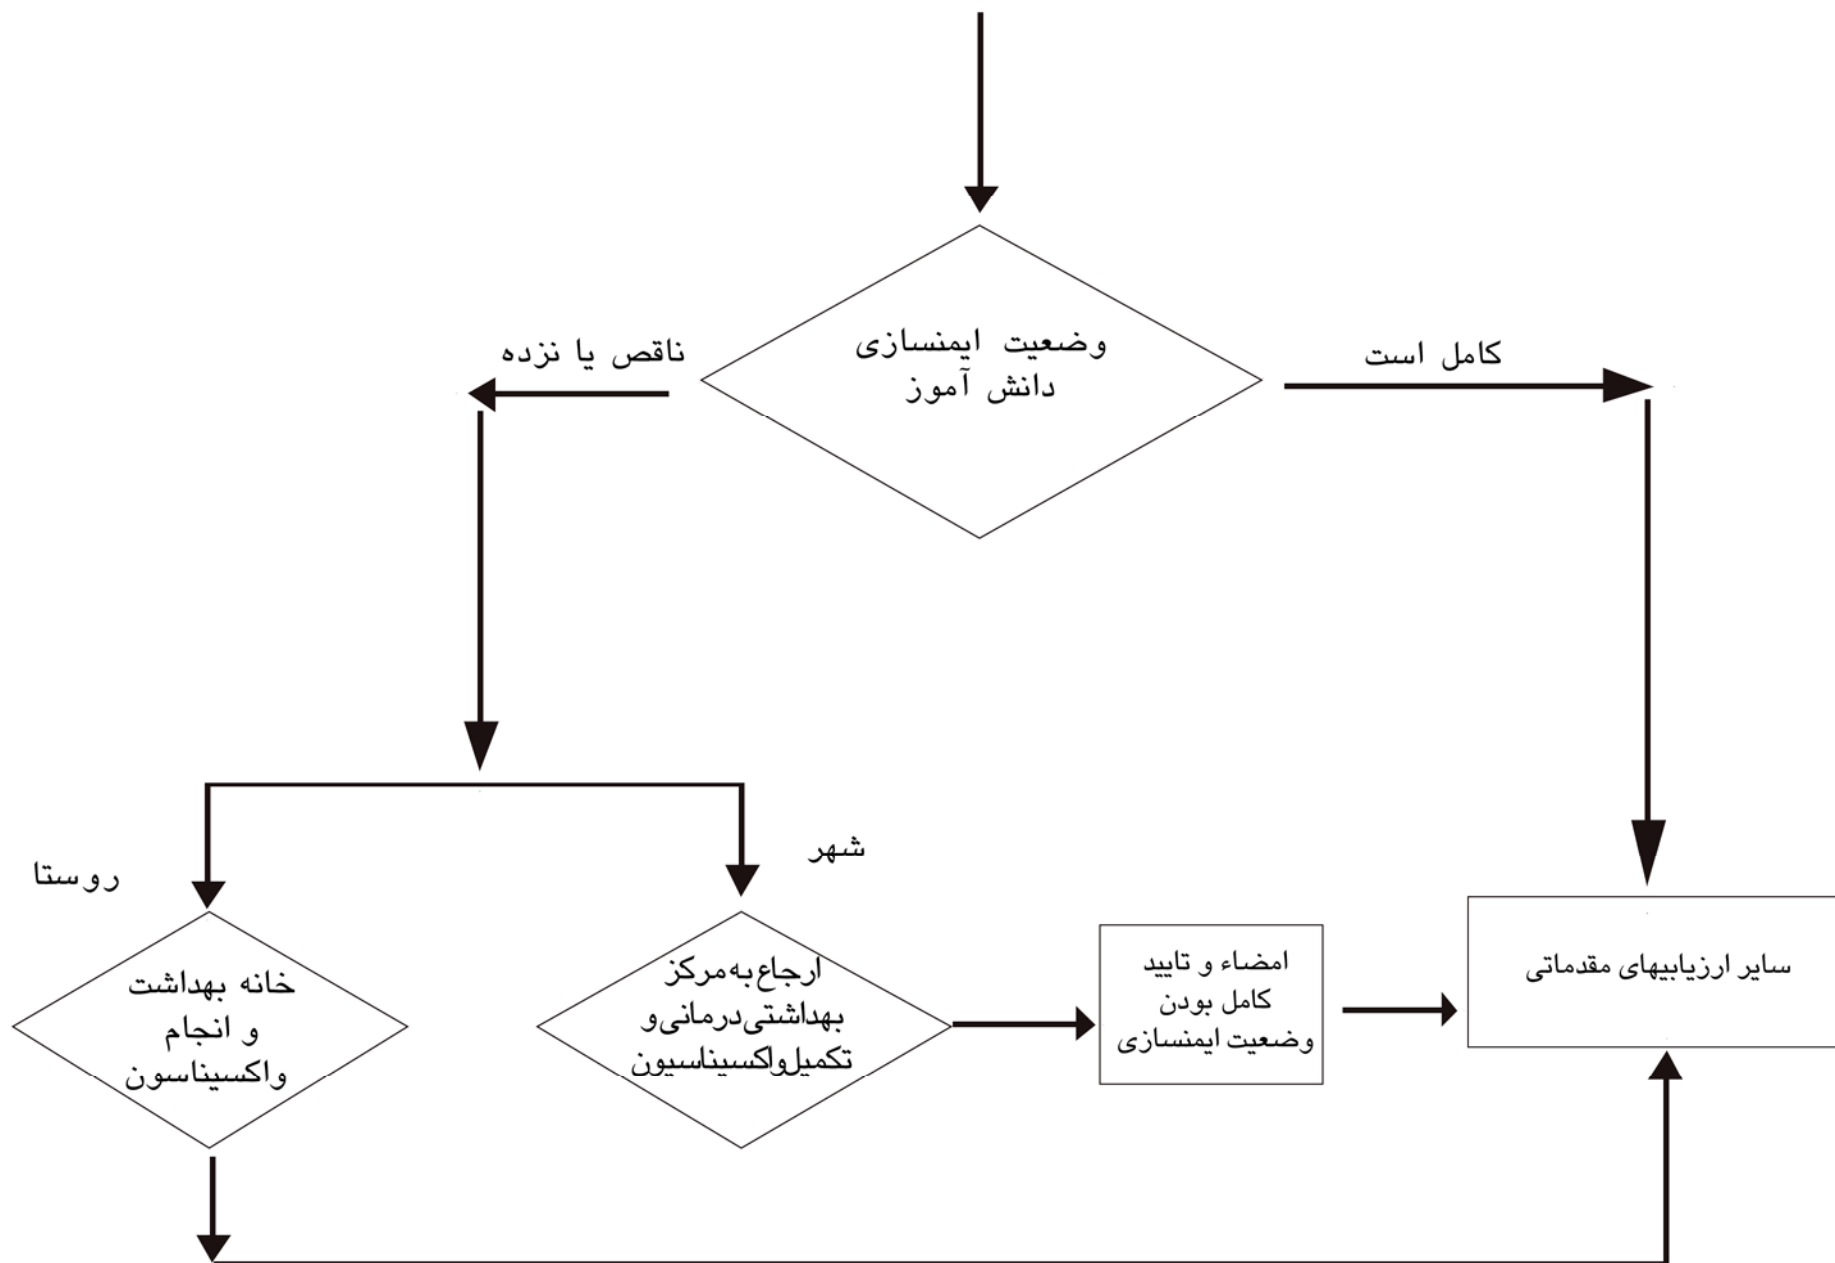 وضعیت ایمنسازی
دانش آموز
کامل است
ناقص یا نزده
شهر
روستا
سایر ارزیابیهای مقدماتی
امضاء و تایید
کامل بودن
وضعیت ایمنسازی
ارجاع به مرکز
بهداشتی درمانی و
تکمیل واکسیناسیون
خانه بهداشت
و انجام
واکسیناسون